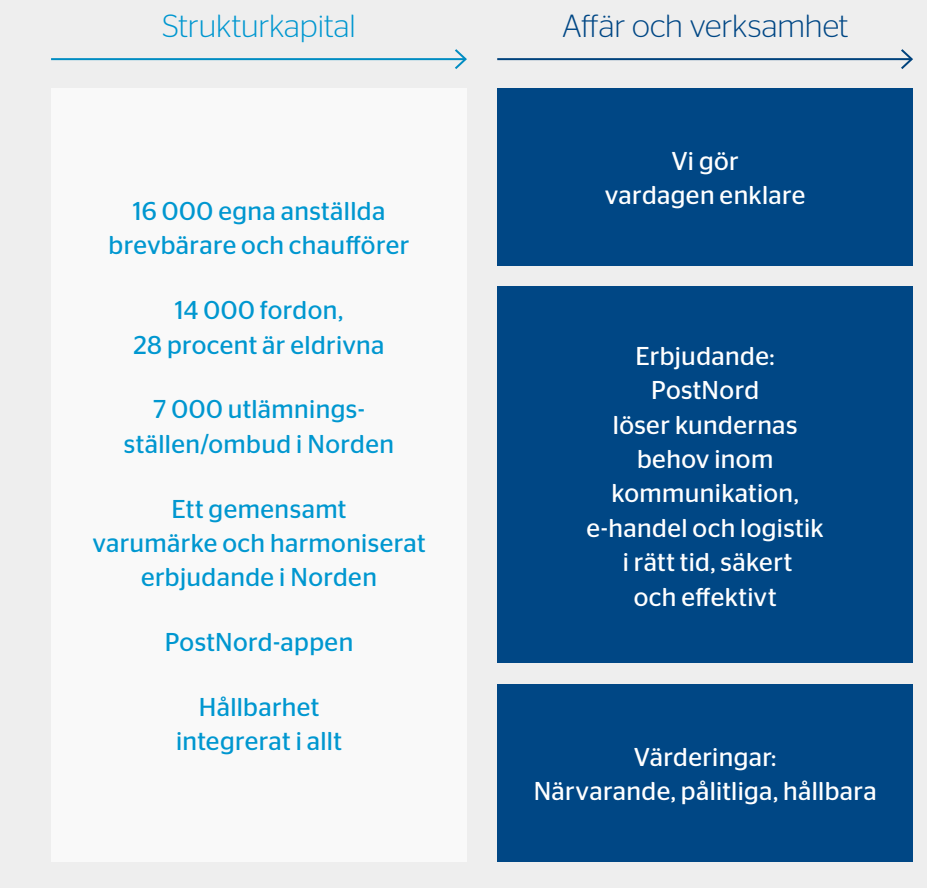 Strukturkapital
16 000 egna anställda
brevbärare och chaufförer
14 000 fordon,
28 procent är eldrivna
7 000 utlämnings-
ställen/ombud i Norden
Ett gemensamt
varumärke och harmoniserat
erbjudande i Norden
PostNord-appen
Hållbarhet
integrerat i allt
Affär och verksamhet
Vi gör
vardagen enklare
Erbjudande:
PostNord
löser kundernas
behov inom
kommunikation,
e-handel och logistik
i rätt tid, säkert
och effektivt
Värderingar:
Närvarande, pålitliga, hållbara